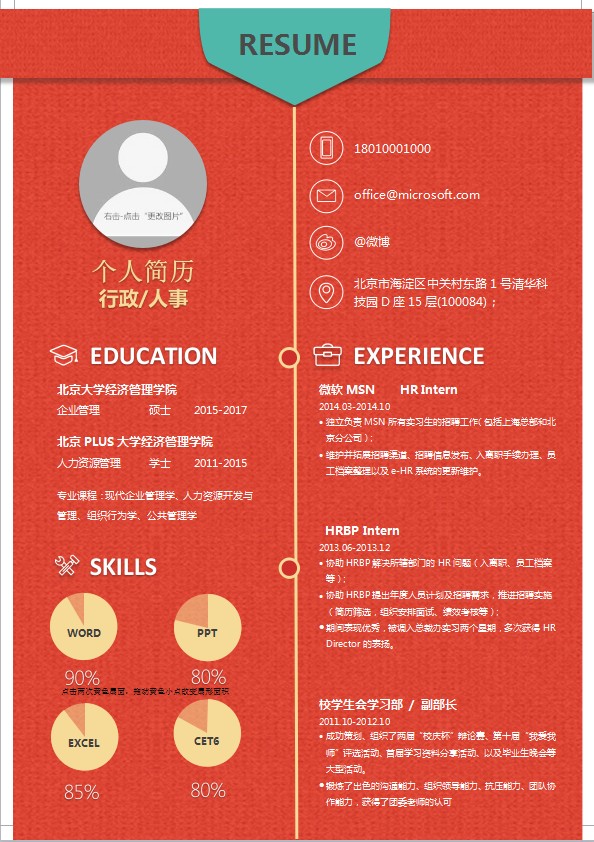 RESUME
右击-点击“更改图片”
个人简历
行政/人事
18010001000
office@microsoft.com
@微博
北京市海淀区中关村东路 1 号清华科
技园 D 座 15 层(100084)；
EDUCATION
北京大学经济管理学院
企业管理 硕士 2015-2017
北京 PLUS 大学经济管理学院
人力资源管理 学士 2011-2015
专业课程：现代企业管理学、人力资源开发与
管理、组织行为学、公共管理学
SKILLS
WORD
90%
PPT
80%
点击两次黄色扇面、拖动黄色小点改变扇形面积
EXCEL
85%
CET6
80%
EXPERIENCE
微软 MSN HR Intern
2014.03-2014.10
•独立负责 MSN 所有实习生的招聘工作（包括上海总部和北
京分公司）；
•维护并拓展招聘渠道、招聘信息发布、入离职手续办理、员
工档案整理以及 e-HR 系统的更新维护。
HRBP Intern
2013.06-2013.12
•协助 HRBP 解决所辖部门的 HR 问题（入离职、员工档案
等）；
•协助 HRBP 提出年度人员计划及招聘需求，推进招聘实施
（简历筛选，组织安排面试、绩效考核等）；
●期间表现优秀，被调入总裁办实习两个星期，多次获得 HR
Director 的表扬。
校学生会学习部 / 副部长
2011.10-2012.10
•成功策划、组织了两届“校庆杯”辩论赛、第十届“我爱我
师”评选活动、首届学习资料分享活动、以及毕业生晚会等
大型活动。
●锻炼了出色的沟通能力、组织领导能力、抗压能力、团队协
作能力，获得了团委老师的认可